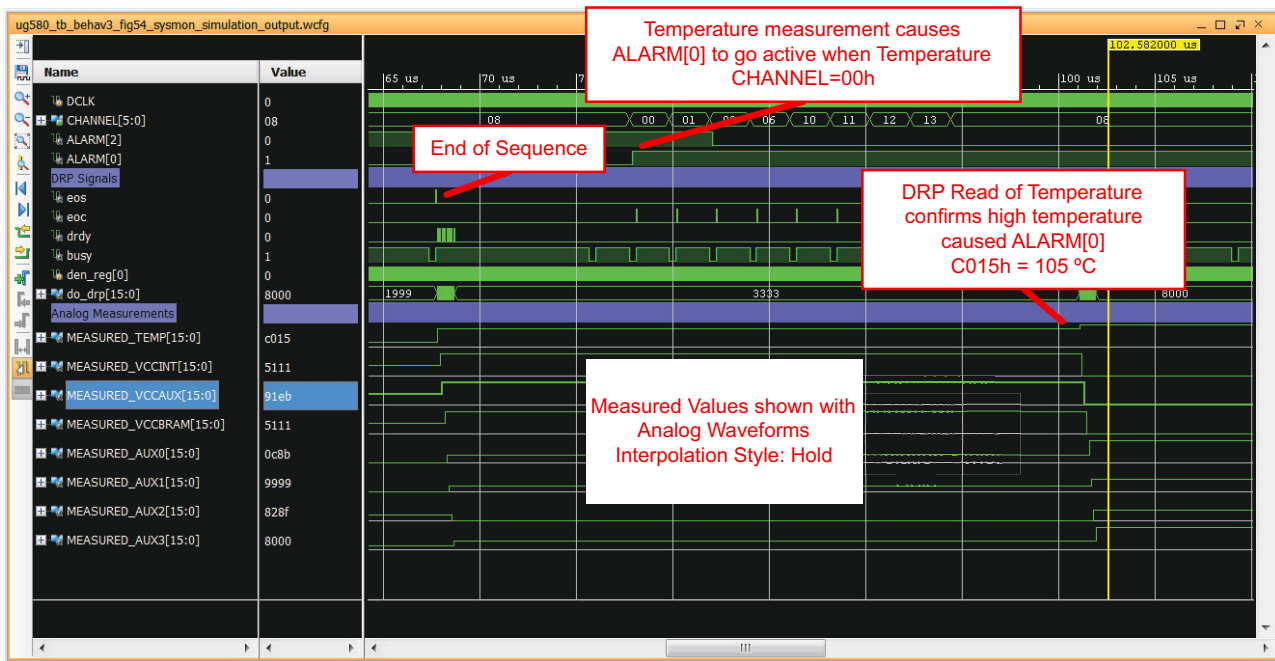 ug580_tb_behav3_fig54_sysmon_simulation_output.wcfg
Temperature measurement causes
ALARM[0] to go active when Temperature
CHANNEL=00h
102.582000 us
Name
Value
65 us
70 us
7
100 us
105 us
DCLK
0
CHANNEL[5:0]
08
08
00
01
06
10
11
12
13
ALARM[2]
0
ALARM[0]
1
End of Sequence
DRP Signals
eos
0
eoc
0
drdy
0
busy
1
den_reg[0]
0
DRP Read of Temperature
confirms high temperature
caused ALARM[0]
C015h = 105 ºC
do_drp[15:0]
8000
1999
3333
8000
Analog Measurements
MEASURED_TEMP[15:0]
c015
MEASURED_VCCINT[15:0]
5111
MEASURED_VCCAUX[15:0]
91eb
MEASURED_VCCBRAM[15:0]
5111
MEASURED_AUX0[15:0]
0c8b
MEASURED_AUX1[15:0]
9999
MEASURED_AUX2[15:0]
828f
MEASURED_AUX3[15:0]
8000
Measured Values shown with
Analog Waveforms
Interpolation Style: Hold